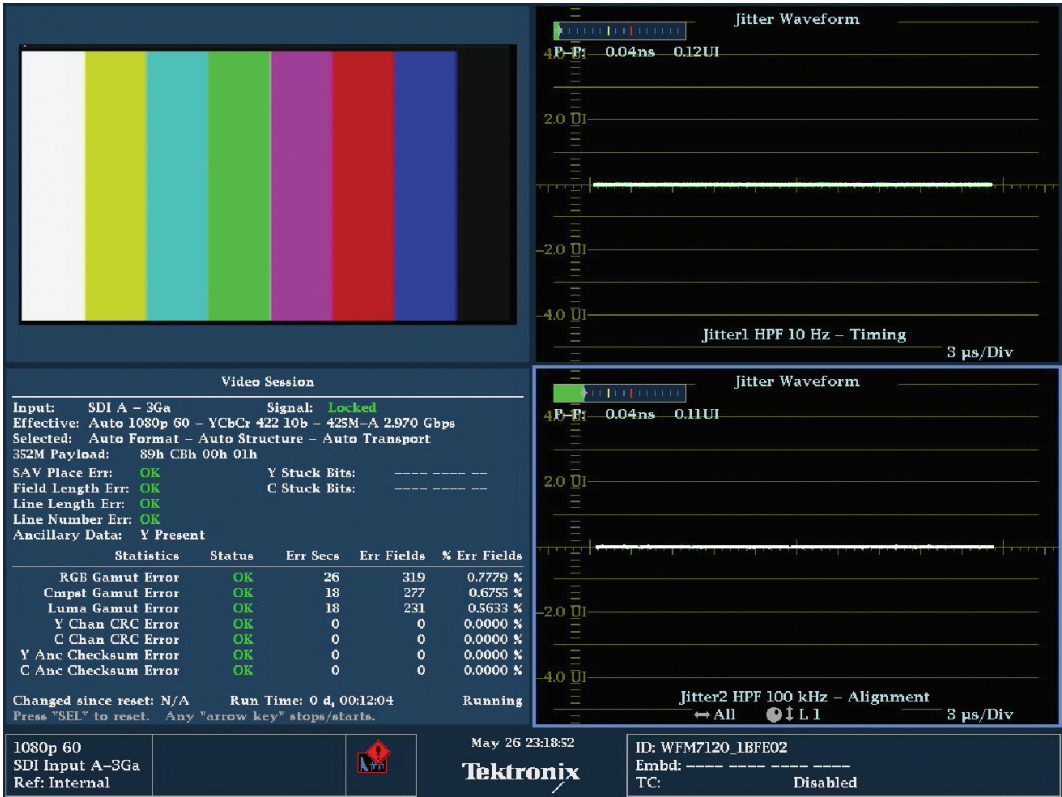 Jitter Waveform
P-P: 0.04ns 0.12UI
4.0
2.0 UI
-2.0 UI
-4.0 UI
Jitter1 HPF 10 Hz – Timing
3 µs/Div
Video Session
Input: SDI A – 3Ga Signal: Locked
Effective: Auto 1080p 60 – YCbCr 422 10b – 425M-A 2.970 Gbps
Selected: Auto Format – Auto Structure – Auto Transport
352M Payload: 89h CBh 00h 01h
SAV Place Err: OK Y Stuck Bits: ---- ---- --
Field Length Err: OK C Stuck Bits: ---- ---- --
Line Length Err: OK
Line Number Err: OK
Ancillary Data: Y Present
Statistics Status Err Secs Err Fields % Err Fields
RGB Gamut Error OK 26 319 0.7779 %
Cmpst Gamut Error OK 18 277 0.6755 %
Luma Gamut Error OK 18 231 0.5633 %
Y Chan CRC Error OK 0 0 0.0000 %
C Chan CRC Error OK 0 0 0.0000 %
Y Anc Checksum Error OK 0 0 0.0000 %
C Anc Checksum Error OK 0 0 0.0000 %
Changed since reset: N/A Run Time: 0 d, 00:12:04 Running
Press "SEL" to reset. Any "arrow key" stops/starts.
Jitter Waveform
P-P: 0.04ns 0.11UI
4.0
2.0 UI
-2.0 UI
-4.0 UI
Jitter2 HPF 100 kHz – Alignment
↔ All ↕ L 1 3 µs/Div
1080p 60
SDI Input A-3Ga
Ref: Internal
May 26 23:18:52
Tektronix
ID: WFM7120_1BFE02
Embd: ---- ---- ---- ----
TC: Disabled